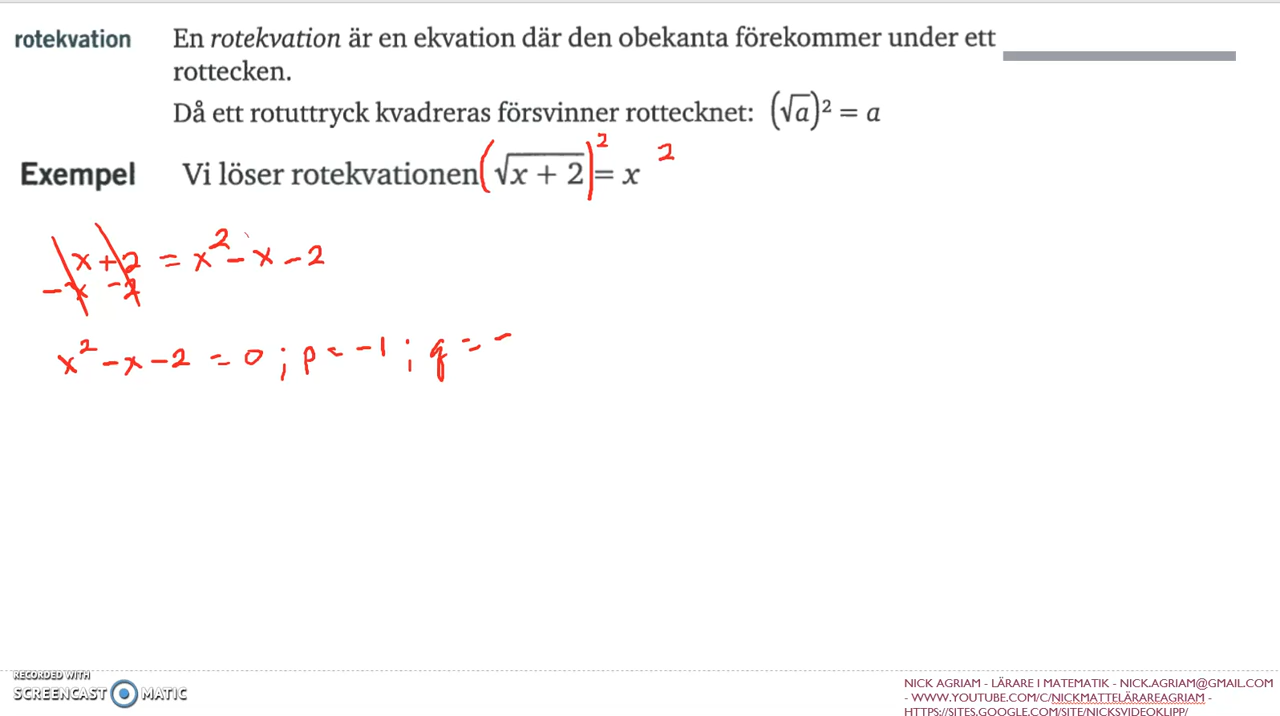 rotekvation En rotekvation är en ekvation där den obekanta förekommer under ett
rottecken.
Då ett rotuttryck kvadreras försvinner rottecknet: (√a)² = a
Exempel Vi löser rotekvationen (√x + 2)² = x ²
x+2 = x² - x - 2
-x -2
x² - x - 2 = 0 ; p = -1 ; q = -
RECORDED WITH
SCREENCAST MATIC
NICK AGRIAM - LÄRARE I MATEMATIK - NICK.AGRIAM@GMAIL.COM
- WWW.YOUTUBE.COM/C/NICKMATTELÄRAREAGRIAM -
HTTPS://SITES.GOOGLE.COM/SITE/NICKSVIDEOKLIPP/